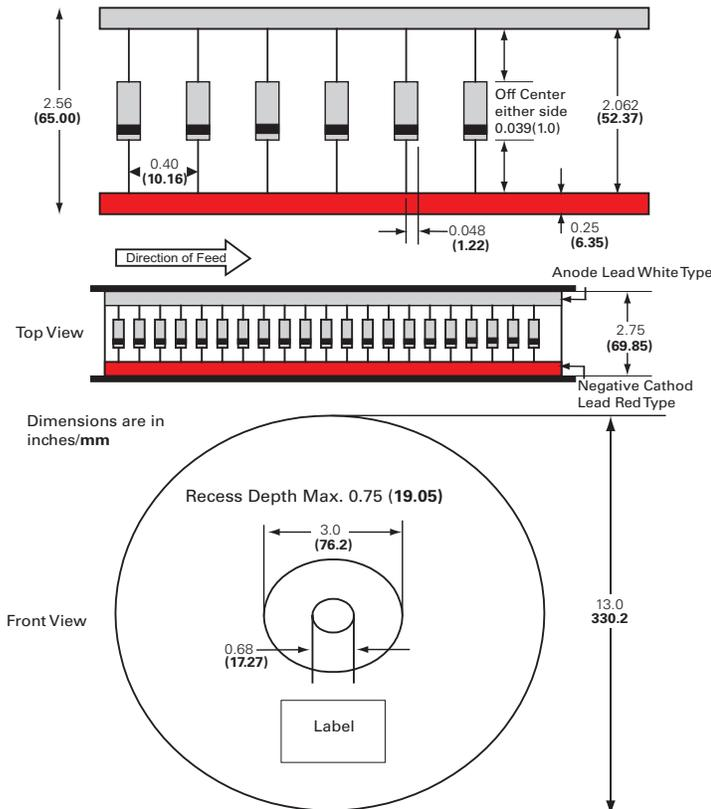 2.56
(65.00)
Off Center
either side
0.039(1.0)
2.062
(52.37)
0.40
(10.16)
0.048
(1.22)
0.25
(6.35)
Direction of Feed
Anode Lead White Type
Top View
2.75
(69.85)
Negative Cathod
Lead Red Type
Dimensions are in
inches/mm
Recess Depth Max. 0.75 (19.05)
3.0
(76.2)
Front View
13.0
330.2
0.68
(17.27)
Label